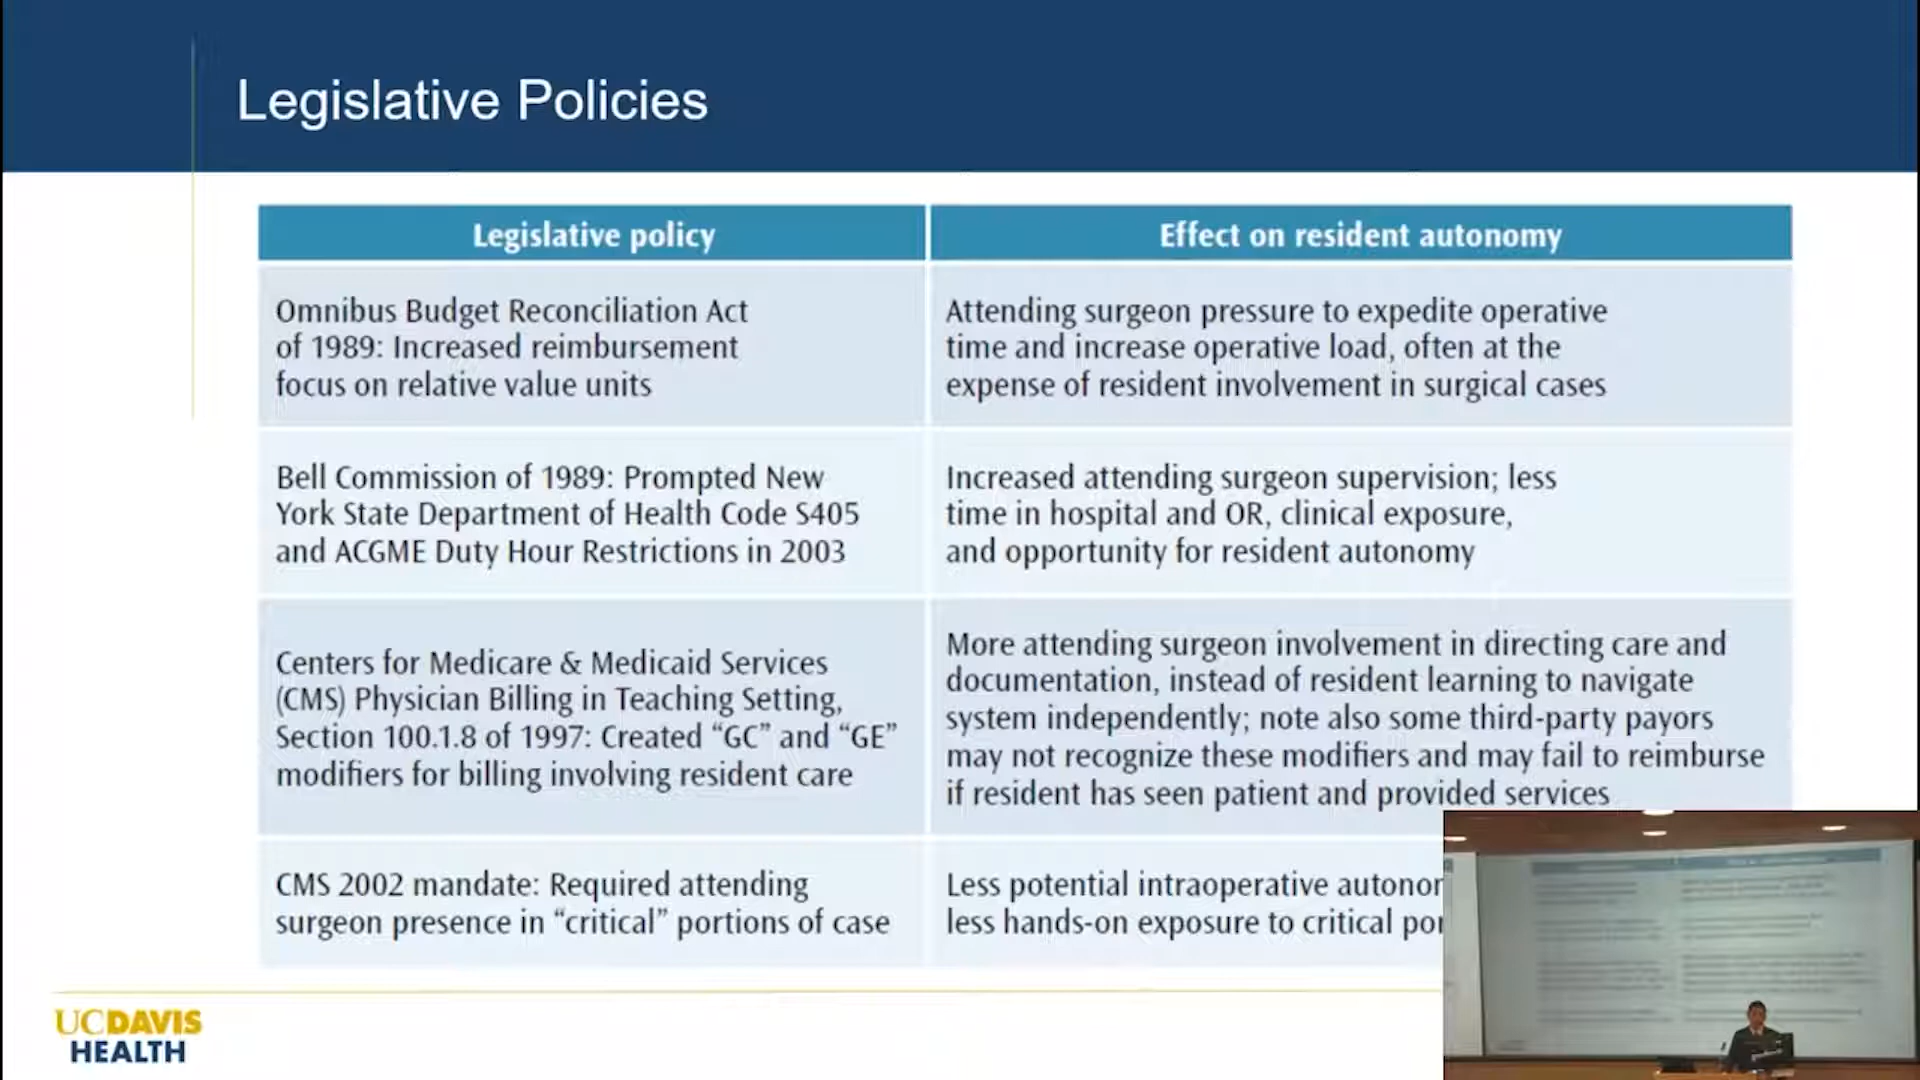 Legislative Policies
Legislative policy
Effect on resident autonomy
Omnibus Budget Reconciliation Act
of 1989: Increased reimbursement
focus on relative value units
Attending surgeon pressure to expedite operative
time and increase operative load, often at the
expense of resident involvement in surgical cases
Bell Commission of 1989: Prompted New
York State Department of Health Code S405
and ACGME Duty Hour Restrictions in 2003
Increased attending surgeon supervision; less
time in hospital and OR, clinical exposure,
and opportunity for resident autonomy
Centers for Medicare & Medicaid Services
(CMS) Physician Billing in Teaching Setting,
Section 100.1.8 of 1997: Created “GC” and “GE”
modifiers for billing involving resident care
More attending surgeon involvement in directing care and
documentation, instead of resident learning to navigate
system independently; note also some third-party payors
may not recognize these modifiers and may fail to reimburse
if resident has seen patient and provided services
CMS 2002 mandate: Required attending
surgeon presence in “critical” portions of case
Less potential intraoperative
less hands-on exposure to critical
UCDAVIS
HEALTH